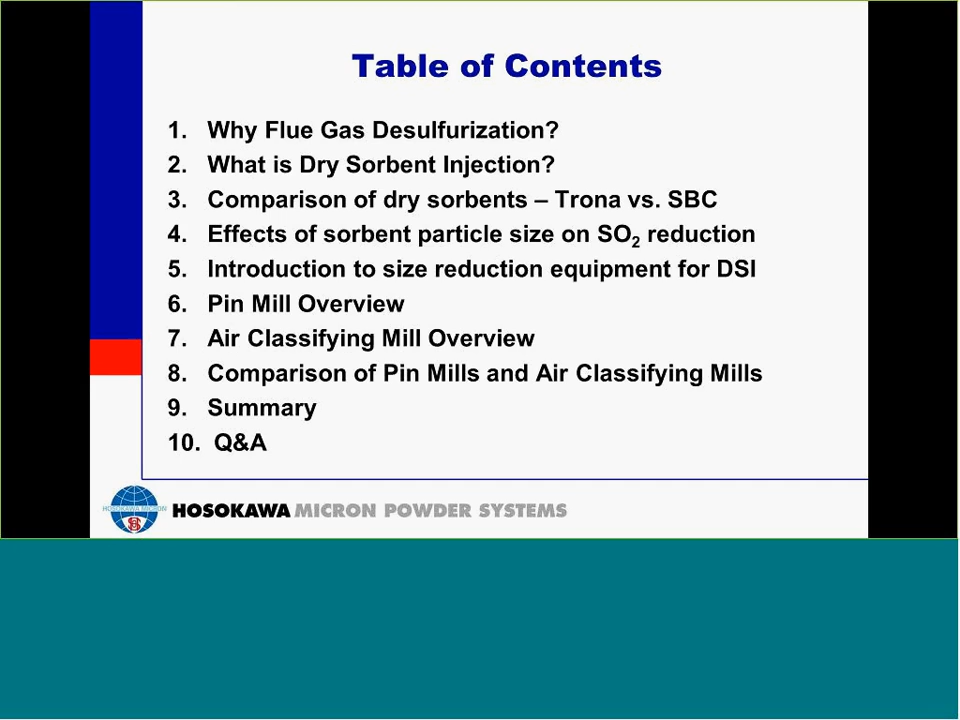 Table of Contents
1. Why Flue Gas Desulfurization?
2. What is Dry Sorbent Injection?
3. Comparison of dry sorbents – Trona vs. SBC
4. Effects of sorbent particle size on SO₂ reduction
5. Introduction to size reduction equipment for DSI
6. Pin Mill Overview
7. Air Classifying Mill Overview
8. Comparison of Pin Mills and Air Classifying Mills
9. Summary
10. Q&A
HOSOKAWA MICRON
HOSOKAWA MICRON POWDER SYSTEMS